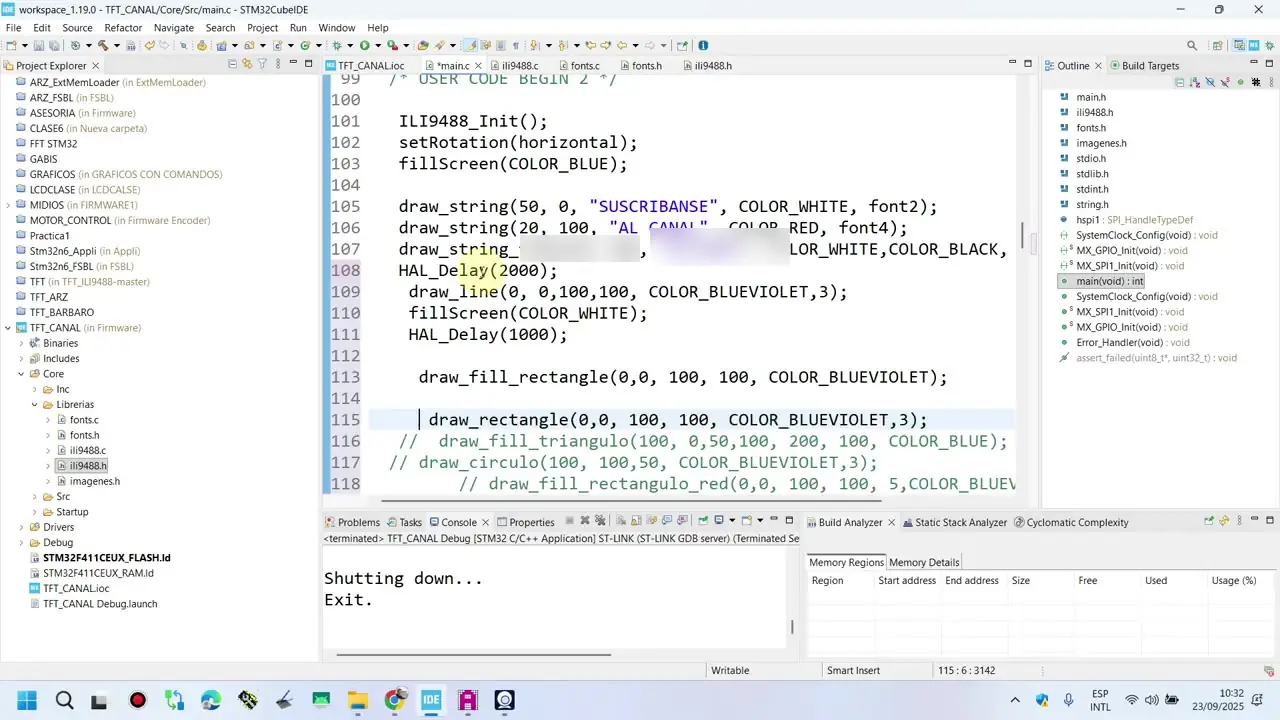 workspace_1.19.0 - TFT_CANAL/Core/Src/main.c - STM32CubeIDE
File Edit Source Refactor Navigate Search Project Run Window Help
Project Explorer
ARZ_ExtMemLoader (in ExtMemLoader)
ARZ_FSBL (in FSBL)
ASESORIA (in Firmware)
CLASE6 (in Nueva carpeta)
FFT STM32
GABIS
GRAFICOS (in GRAFICOS CON COMANDOS)
LCDCLASE (in LCDCALSE)
MIDIOS (in FIRMWARE1)
MOTOR_CONTROL (in Firmware Encoder)
Practica1
Stm32n6_Appli (in Appli)
Stm32n6_FSBL (in FSBL)
TFT (in TFT_ILI9488-master)
TFT_ARZ
TFT_BARBARO
TFT_CANAL (in Firmware)
Binaries
Includes
Core
Inc
Librerias
fonts.c
fonts.h
ili9488.c
ili9488.h
imagenes.h
Src
Startup
Drivers
Debug
STM32F411CEUX_FLASH.ld
STM32F411CEUX_RAM.ld
TFT_CANAL.ioc
TFT_CANAL Debug.launch
TFT_CANAL.ioc *main.c ili9488.c fonts.c fonts.h ili9488.h
99 /* USER CODE BEGIN 2 */
100
101 ILI9488_Init();
102 setRotation(horizontal);
103 fillScreen(COLOR_BLUE);
104
105 draw_string(50, 0, "SUSCRIBANSE", COLOR_WHITE, font2);
106 draw_string(20, 100, "AL CANAL", COLOR_RED, font4);
107 draw_string_ , OLOR_WHITE,COLOR_BLACK,
108 HAL_Delay(2000);
109 draw_line(0, 0,100,100, COLOR_BLUEVIOLET,3);
110 fillScreen(COLOR_WHITE);
111 HAL_Delay(1000);
112
113 draw_fill_rectangle(0,0, 100, 100, COLOR_BLUEVIOLET);
114
115 draw_rectangle(0,0, 100, 100, COLOR_BLUEVIOLET,3);
116 // draw_fill_triangulo(100, 0,50,100, 200, 100, COLOR_BLUE);
117 // draw_circulo(100, 100,50, COLOR_BLUEVIOLET,3);
118 // draw_fill_rectangulo_red(0,0, 100, 100, 5,COLOR_BLUEV
Outline Build Targets
main.h
ili9488.h
fonts.h
imagenes.h
stdio.h
stdlib.h
stdint.h
string.h
hspi1 : SPI_HandleTypeDef
SystemClock_Config(void) : void
MX_GPIO_Init(void) : void
MX_SPI1_Init(void) : void
main(void) : int
SystemClock_Config(void) : void
MX_SPI1_Init(void) : void
MX_GPIO_Init(void) : void
Error_Handler(void) : void
assert_failed(uint8_t*, uint32_t) : void
Problems Tasks Console Properties
<terminated> TFT_CANAL Debug [STM32 C/C++ Application] ST-LINK (ST-LINK GDB server) (Terminated Se
Shutting down...
Exit.
Build Analyzer Static Stack Analyzer Cyclomatic Complexity
Memory Regions Memory Details
Region Start address End address Size Free Used Usage (%)
Writable Smart Insert 115 : 6 : 3142
IDE
ESP
INTL
10:32
23/09/2025